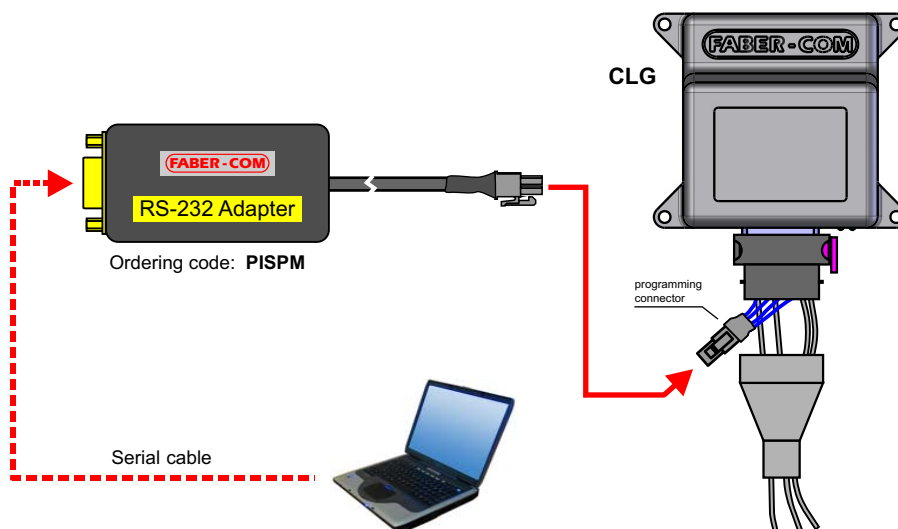 FABER-COM
CLG
FABER-COM
RS-232 Adapter
Ordering code: PISPM
programming
connector
Serial cable